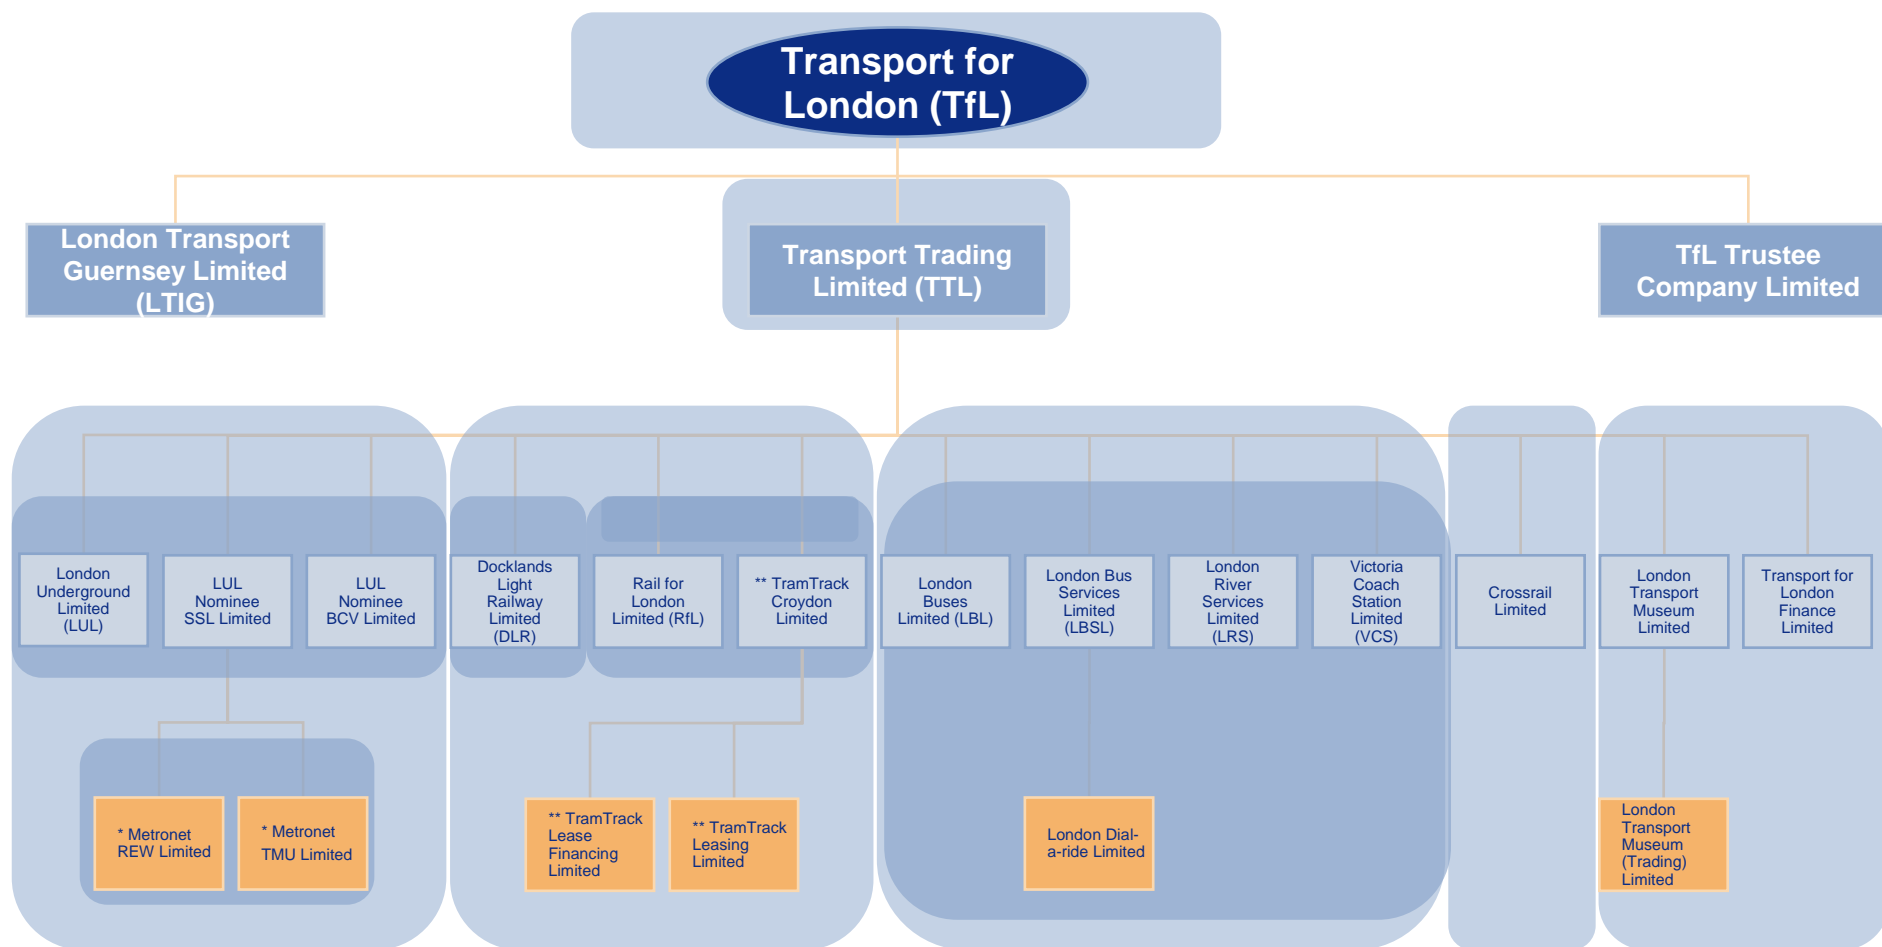 Transport for
London (TfL)
London Transport
Guernsey Limited
(LTIG)
Transport Trading
Limited (TTL)
TfL Trustee
Company Limited
London
Underground
Limited
(LUL)
LUL
Nominee
SSL Limited
LUL
Nominee
BCV Limited
Docklands
Light
Railway
Limited
(DLR)
Rail for
London
Limited (RfL)
** TramTrack
Croydon
Limited
London
Buses
Limited (LBL)
London Bus
Services
Limited
(LBSL)
London
River
Services
Limited
(LRS)
Victoria
Coach
Station
Limited
(VCS)
Crossrail
Limited
London
Transport
Museum
Limited
Transport for
London
Finance
Limited
* Metronet
REW Limited
* Metronet
TMU Limited
** TramTrack
Lease
Financing
Limited
** TramTrack
Leasing
Limited
London Dial-
a-ride Limited
London
Transport
Museum
(Trading)
Limited